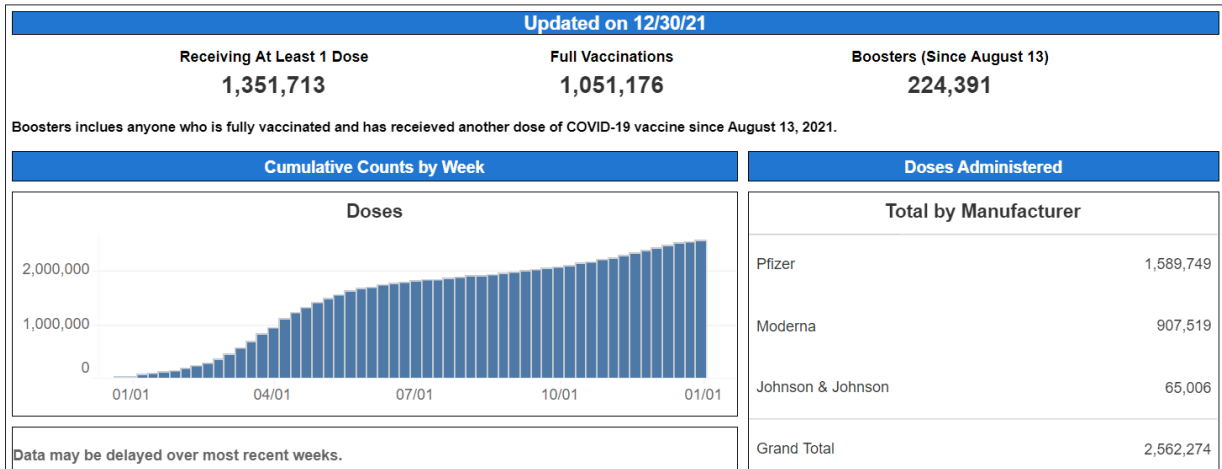 Updated on 12/30/21
Receiving At Least 1 Dose
Full Vaccinations
Boosters (Since August 13)
1,351,713
1,051,176
224,391
Boosters inclues anyone who is fully vaccinated and has receieved another dose of COVID-19 vaccine since August 13, 2021.
Cumulative Counts by Week
Doses
2,000,000
1,000,000
0
01/01
04/01
07/01
10/01
01/01
Data may be delayed over most recent weeks.
Doses Administered
Total by Manufacturer
Pfizer 1,589,749
Moderna 907,519
Johnson & Johnson 65,006
Grand Total 2,562,274